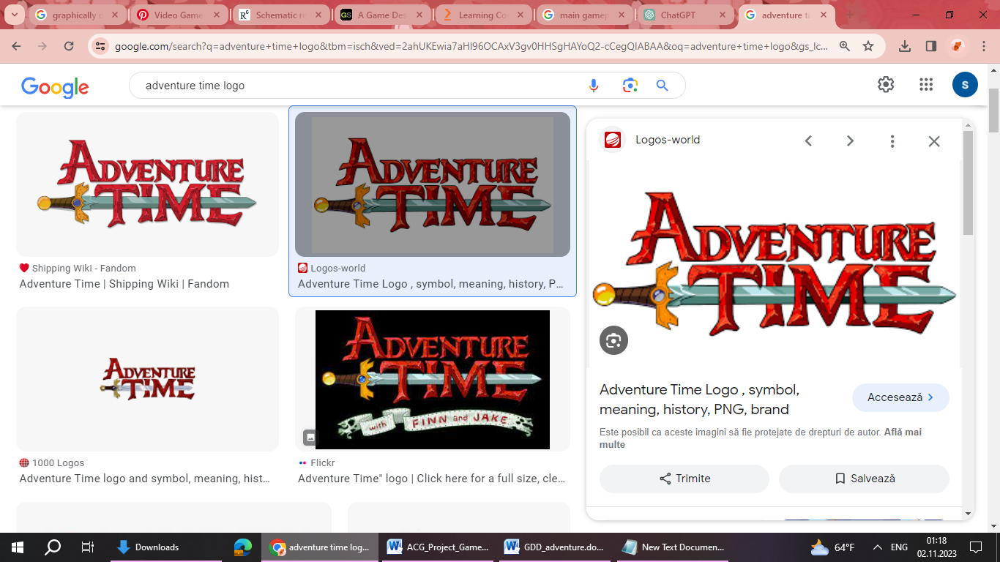 graphically d
Video Game
Schematic re
A Game Des
Learning Co
main gamep
ChatGPT
adventure ti
google.com/search?q=adventure+time+logo&tbm=isch&ved=2ahUKEwia7aHI96OCAxV3gv0HHSgHAYoQ2-cCegQIABAA&oq=adventure+time+logo&gs_lc...
Google
adventure time logo
S
ADVENTURE
TIME
Shipping Wiki - Fandom
Adventure Time | Shipping Wiki | Fandom
ADVENTURE
TIME
Logos-world
Adventure Time Logo , symbol, meaning, history, P...
ADVENTURE
TIME
1000 Logos
Adventure Time logo and symbol, meaning, hist...
ADVENTURE
TIME
with FINN and JAKE
Flickr
Adventure Time" logo | Click here for a full size, cle...
Logos-world
ADVENTURE
TIME
Adventure Time Logo , symbol,
meaning, history, PNG, brand
Accesează
Este posibil ca aceste imagini să fie protejate de drepturi de autor. Află mai
multe
Trimite
Salvează
Downloads
adventure time log...
ACG_Project_Game...
GDD_adventure.do...
New Text Documen...
64°F
ENG
01:18
02.11.2023